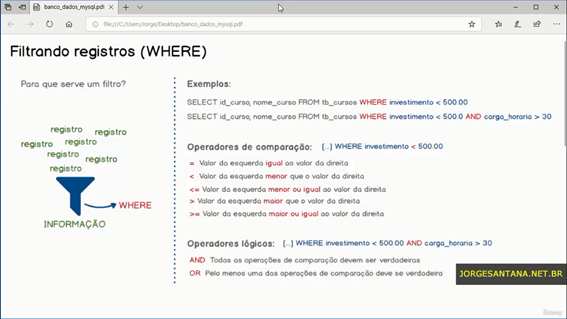 banco_dados_mysql.pdf
file:///C:/Users/Jorge/Desktop/banco_dados_mysql.pdf
Filtrando registros (WHERE)
Para que serve um filtro?
registro
registro
registro
registro
registro
registro
registro
WHERE
INFORMAÇÃO
Exemplos:
SELECT id_curso, nome_curso FROM tb_cursos WHERE investimento < 500.00
SELECT id_curso, nome_curso FROM tb_cursos WHERE investimento < 500.0 AND carga_horaria > 30
Operadores de comparação: [...] WHERE investimento < 500.00
= Valor da esquerda igual ao valor da direita
< Valor da esquerda menor que o valor da direita
<= Valor da esquerda menor ou igual ao valor da direita
> Valor da esquerda maior que o valor da direita
>= Valor da esquerda maior ou igual ao valor da direita
Operadores lógicos: [...] WHERE investimento < 500.00 AND carga_horaria > 30
AND Todas as operações de comparação devem ser verdadeiras
OR Pelo menos uma das operações de comparação deve se verdadeira
JORGESANTANA.NET.BR
Udemy